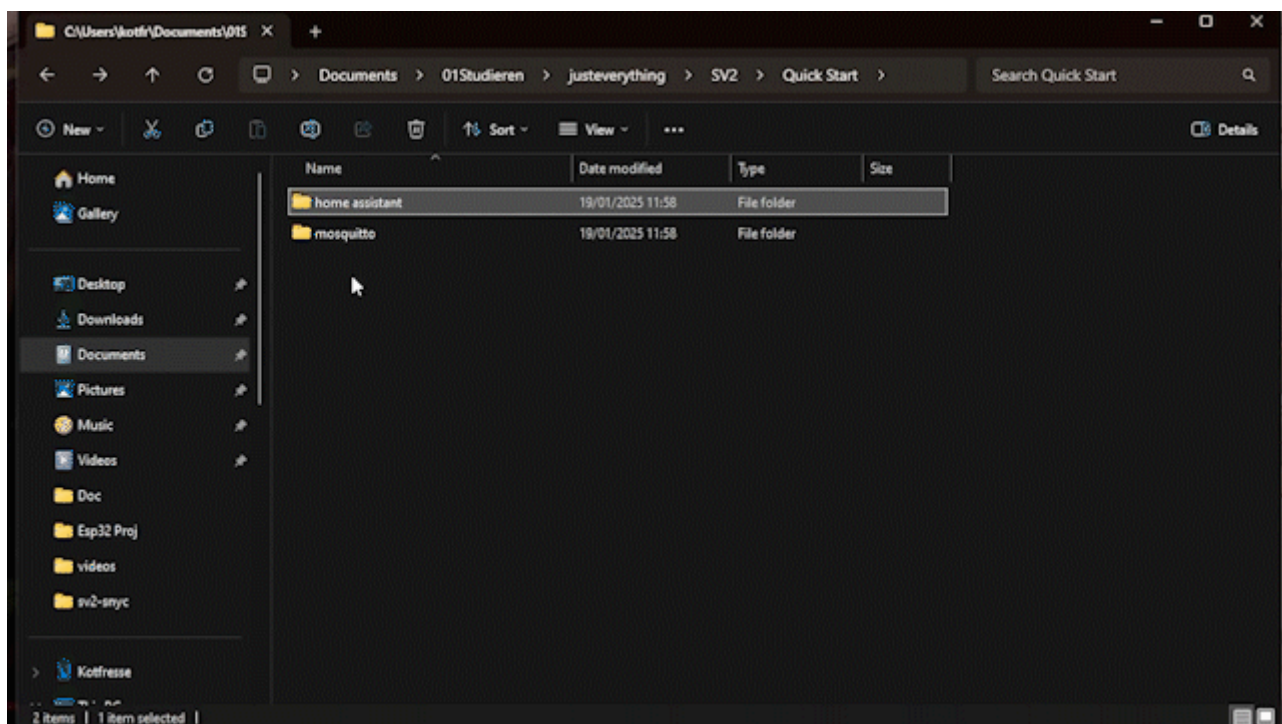 C:\Users\kotfr\Documents\01S
Documents > 01Studieren > justeverything > SV2 > Quick Start >
Search Quick Start
New
Sort
View
Details
Name
Date modified
Type
Size
home assistant
19/01/2025 11:58
File folder
mosquitto
19/01/2025 11:58
File folder
Home
Gallery
Desktop
Downloads
Documents
Pictures
Music
Videos
Doc
Esp32 Proj
videos
sv2-snyc
Kotfresse
2 items | 1 item selected |